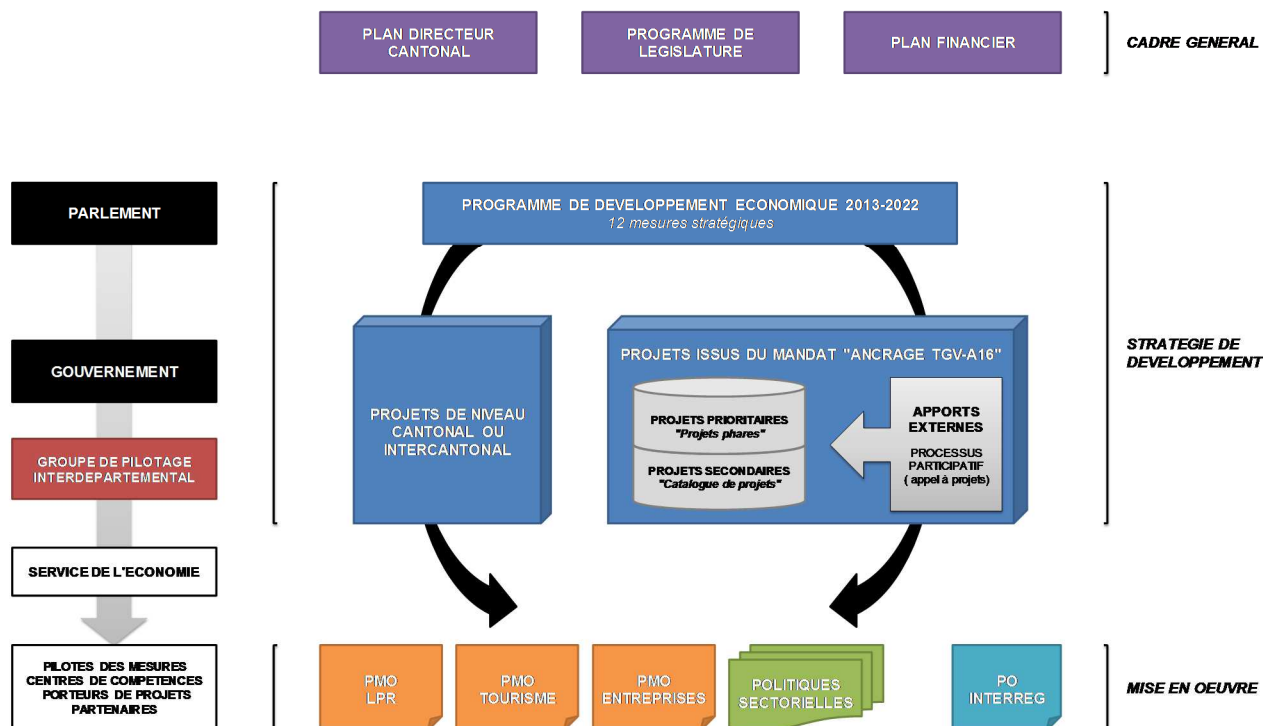 PLAN DIRECTEUR
CANTONAL
PROGRAMME DE
LEGISLATURE
PLAN FINANCIER
CADRE GENERAL
PARLEMENT
GOUVERNEMENT
GROUPE DE PILOTAGE
INTERDEPARTEMENTAL
SERVICE DE L'ECONOMIE
PROGRAMME DE DEVELOPPEMENT ECONOMIQUE 2013-2022
12 mesures stratégiques
PROJETS DE NIVEAU
CANTONAL OU
INTERCANTONAL
PROJETS ISSUS DU MANDAT "ANCRAGE TGV-A16"
PROJETS PRIORITAIRES
"Projets phares"
PROJETS SECONDAIRES
"Catalogue de projets"
APPORTS
EXTERNES
PROCESSUS
PARTICIPATIF
( appel à projets)
STRATEGIE DE
DEVELOPPEMENT
PILOTES DES MESURES
CENTRES DE COMPETENCES
PORTEURS DE PROJETS
PARTENAIRES
PMO
LPR
PMO
TOURISME
PMO
ENTREPRISES
POLITIQUES
SECTORIELLES
PO
INTERREG
MISE EN OEUVRE